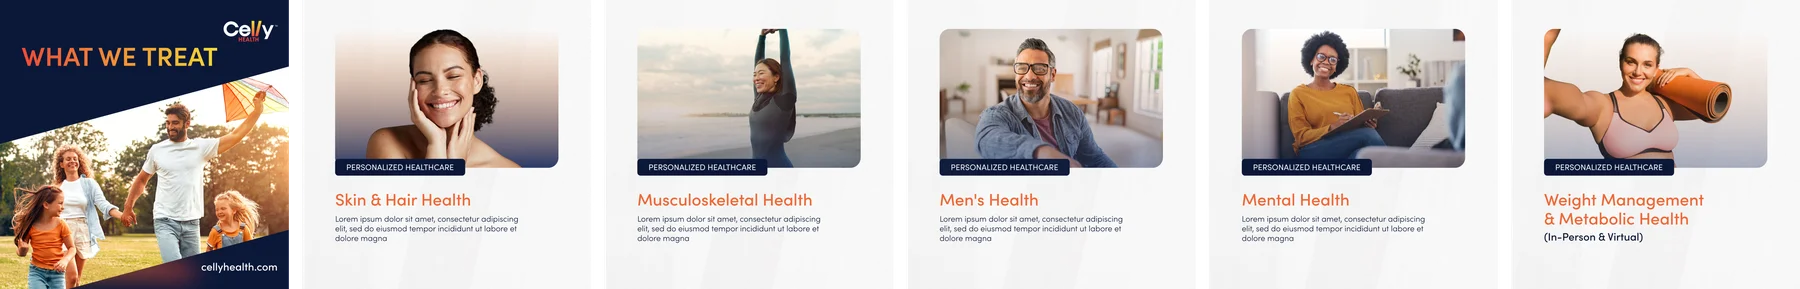 Celly
HEALTH
WHAT WE TREAT
cellyhealth.com
PERSONALIZED HEALTHCARE
Skin & Hair Health
Lorem ipsum dolor sit amet, consectetur adipiscing
elit, sed do eiusmod tempor incididunt ut labore et
dolore magna
PERSONALIZED HEALTHCARE
Musculoskeletal Health
Lorem ipsum dolor sit amet, consectetur adipiscing
elit, sed do eiusmod tempor incididunt ut labore et
dolore magna
PERSONALIZED HEALTHCARE
Men's Health
Lorem ipsum dolor sit amet, consectetur adipiscing
elit, sed do eiusmod tempor incididunt ut labore et
dolore magna
PERSONALIZED HEALTHCARE
Mental Health
Lorem ipsum dolor sit amet, consectetur adipiscing
elit, sed do eiusmod tempor incididunt ut labore et
dolore magna
PERSONALIZED HEALTHCARE
Weight Management
& Metabolic Health
(In-Person & Virtual)